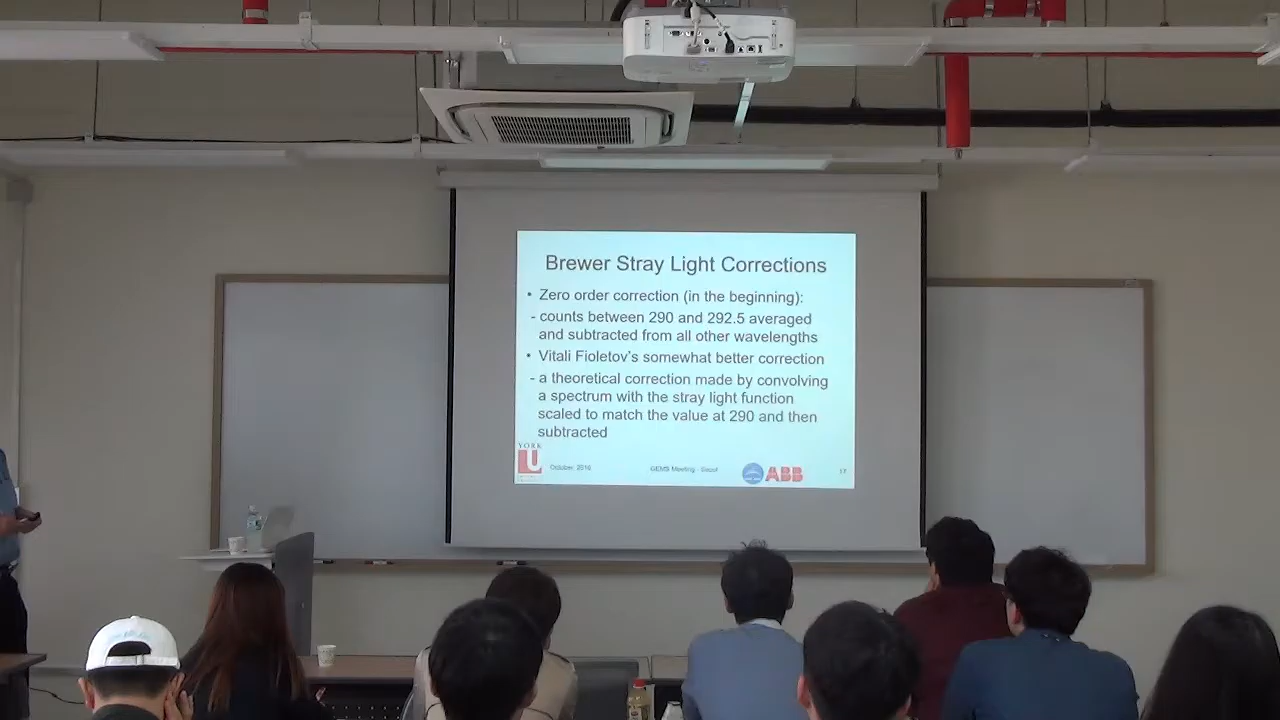 Brewer Stray Light Corrections
• Zero order correction (in the beginning):
- counts between 290 and 292.5 averaged
and subtracted from all other wavelengths
• Vitali Fioletov's somewhat better correction
- a theoretical correction made by convolving
a spectrum with the stray light function
scaled to match the value at 290 and then
subtracted
YORK
U
October, 2016
GEMS Meeting - Seoul
ABB
17